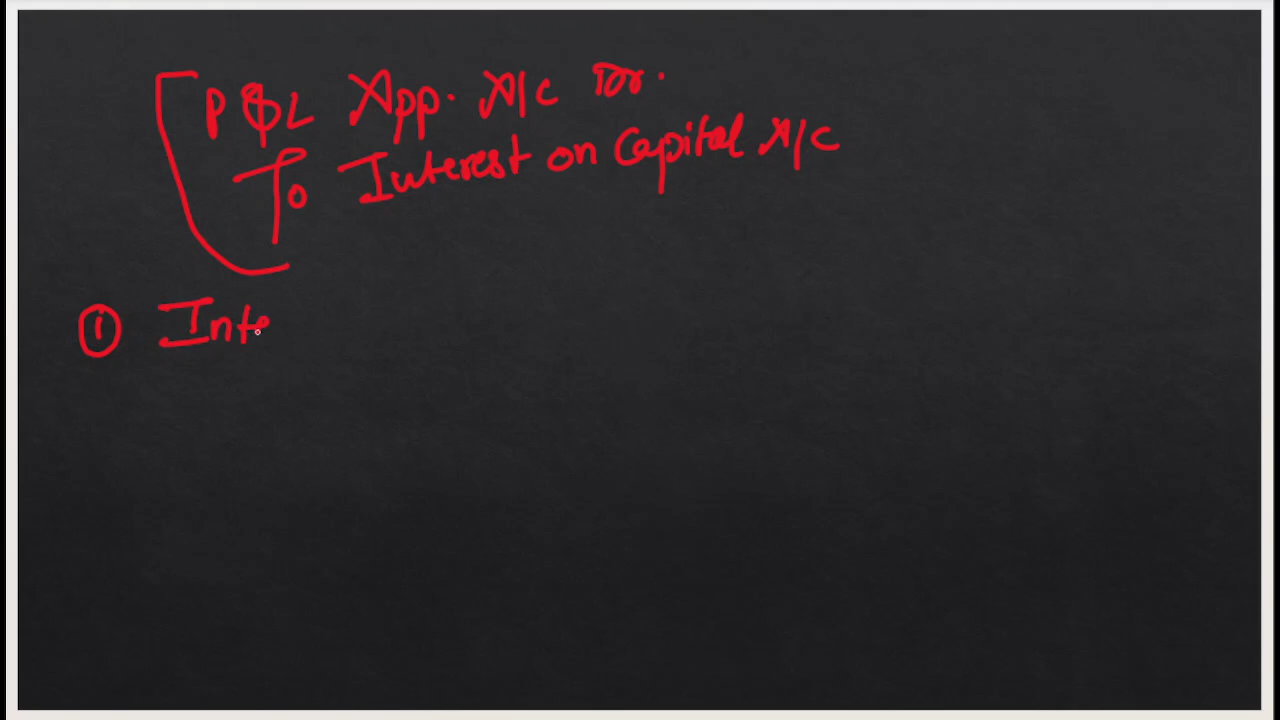 P & L App. A/c Dr.
To Interest on Capital A/c
① Inte